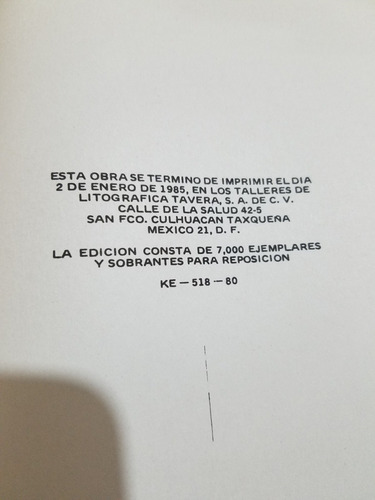 ESTA OBRA SE TERMINO DE IMPRIMIR EL DIA
2 DE ENERO DE 1985, EN LOS TALLERES DE
LITOGRAFICA TAVERA, S. A. DE C. V.
CALLE DE LA SALUD 42-5
SAN FCO. CULHUACAN TAXQUEÑA
MEXICO 21, D. F.
LA EDICION CONSTA DE 7,000 EJEMPLARES
Y SOBRANTES PARA REPOSICION
KE — 518 — 80